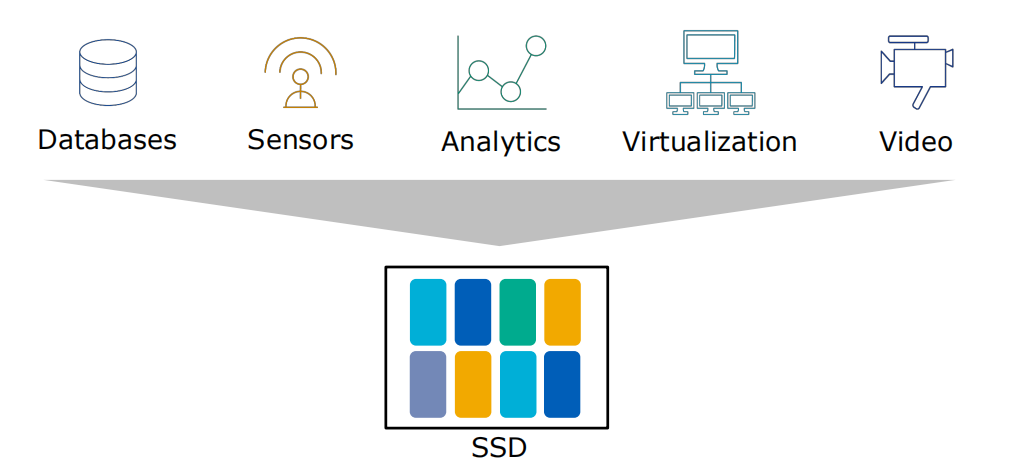 Databases
Sensors
Analytics
Virtualization
Video
SSD